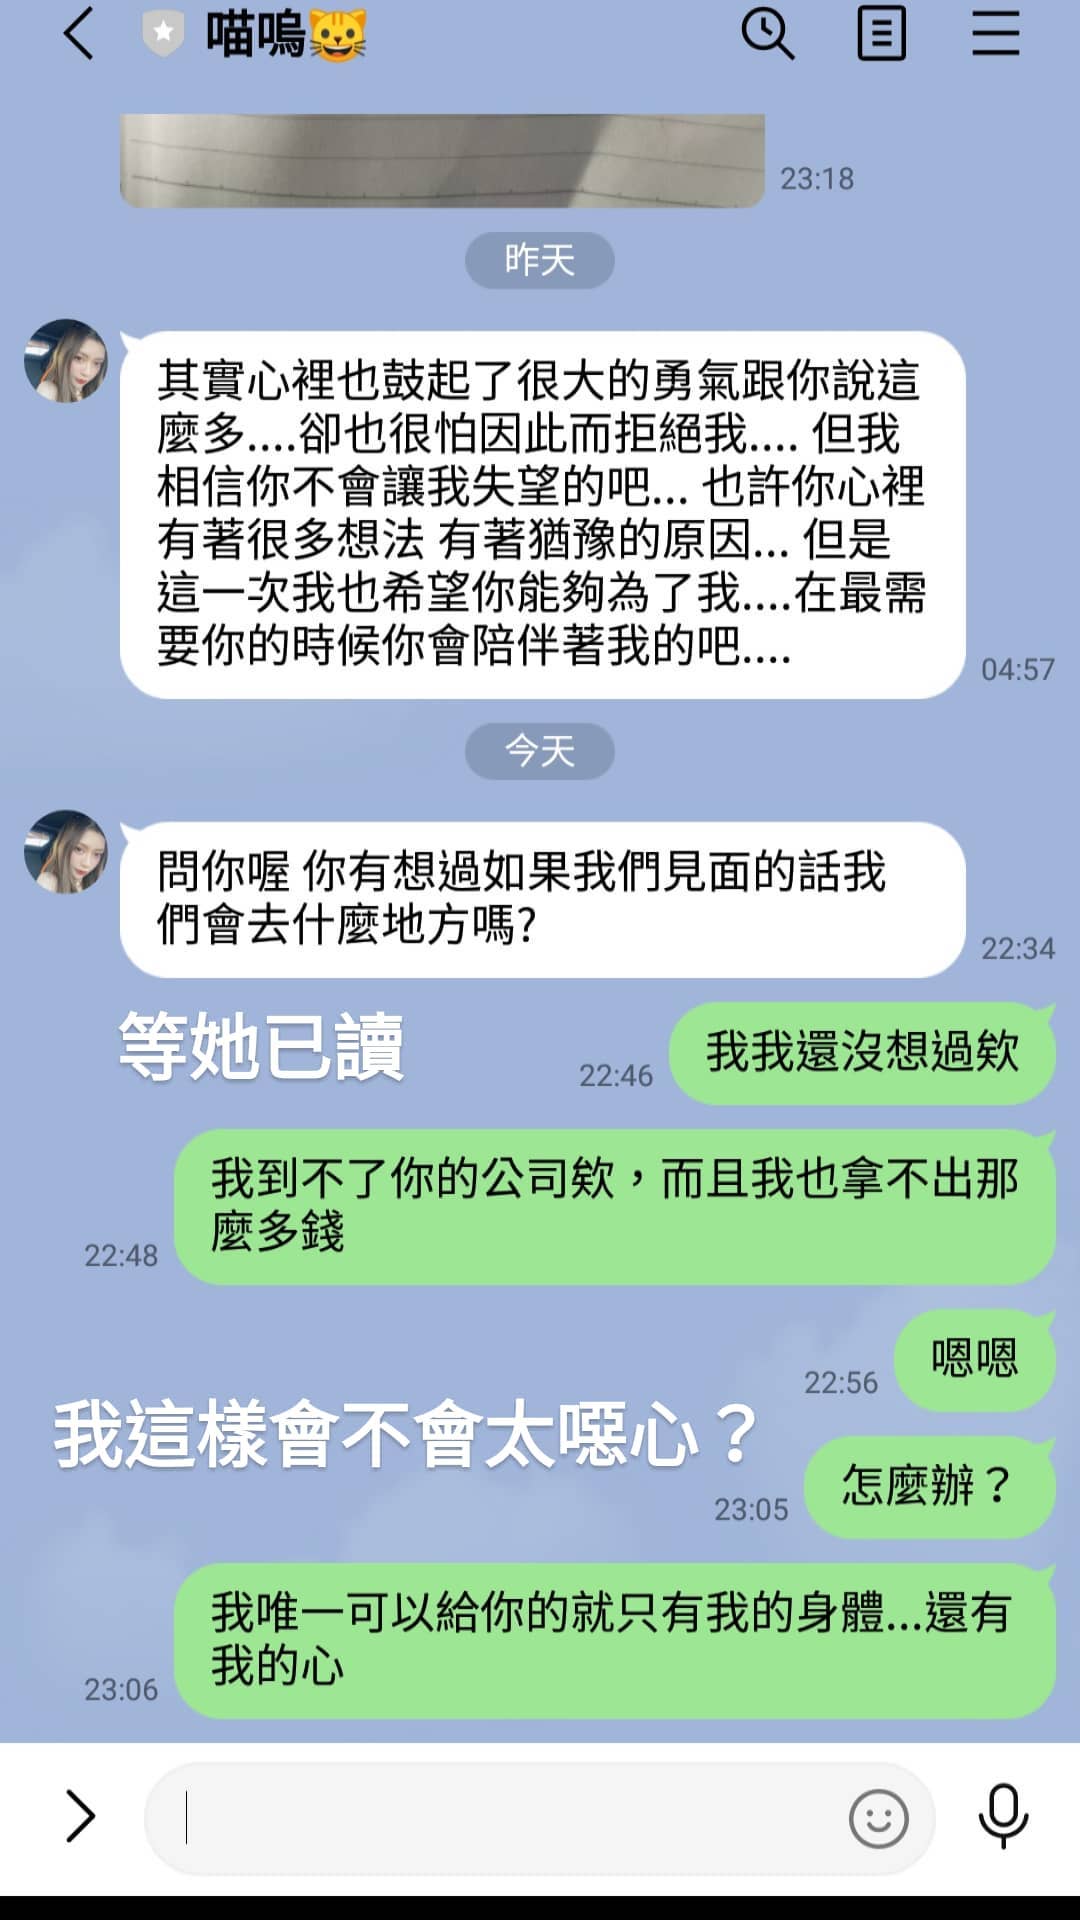 喵嗚😺
23:18
昨天
其實心裡也鼓起了很大的勇氣跟你說這
麼多....卻也很怕因此而拒絕我.... 但我
相信你不會讓我失望的吧... 也許你心裡
有著很多想法 有著猶豫的原因... 但是
這一次我也希望你能夠為了我....在最需
要你的時候你會陪伴著我的吧....
04:57
今天
問你喔 你有想過如果我們見面的話我
們會去什麼地方嗎?
22:34
等她已讀
22:46
我我還沒想過欸
我到不了你的公司欸，而且我也拿不出那
麼多錢
22:48
嗯嗯
22:56
我這樣會不會太噁心？
怎麼辦？
23:05
我唯一可以給你的就只有我的身體...還有
我的心
23:06